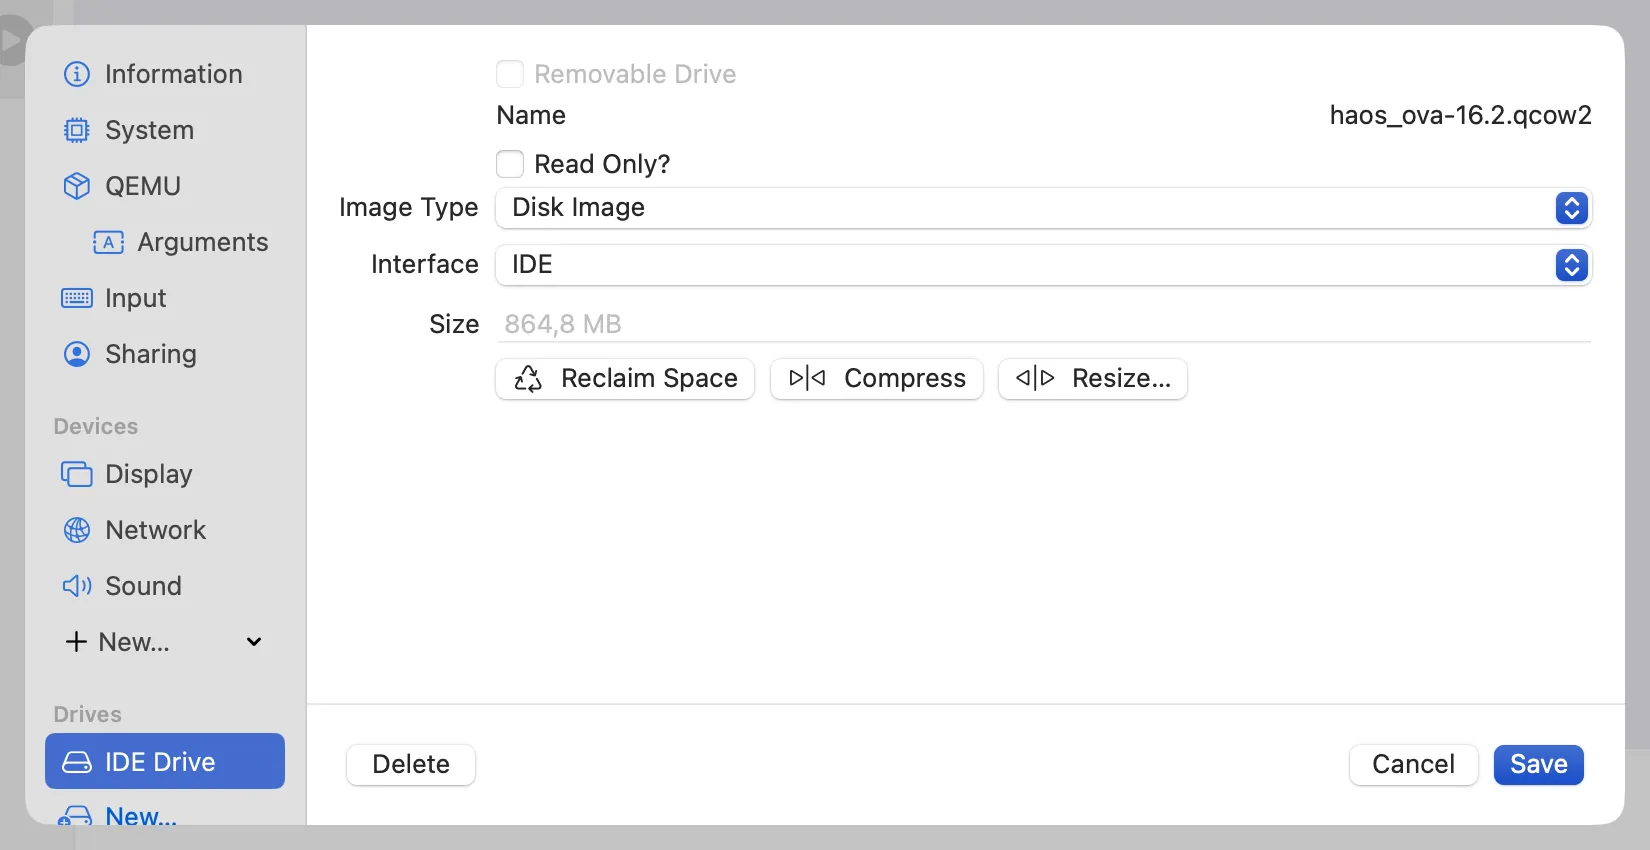 Information
System
QEMU
A Arguments
Input
Sharing
Devices
Display
Network
Sound
New...
Drives
IDE Drive
New...
Removable Drive
Name haos_ova-16.2.qcow2
Read Only?
Image Type Disk Image
Interface IDE
Size 864,8 MB
Reclaim Space Compress Resize...
Delete Cancel Save